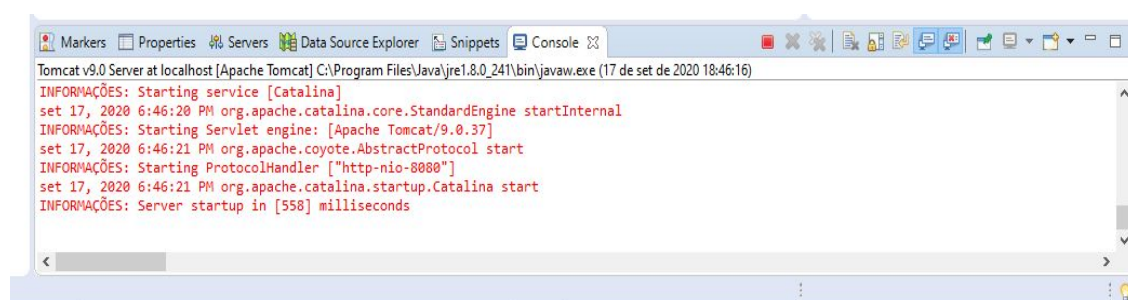 Markers Properties Servers Data Source Explorer Snippets Console
Tomcat v9.0 Server at localhost [Apache Tomcat] C:\Program Files\Java\jre1.8.0_241\bin\javaw.exe (17 de set de 2020 18:46:16)
INFORMAÇÕES: Starting service [Catalina]
set 17, 2020 6:46:20 PM org.apache.catalina.core.StandardEngine startInternal
INFORMAÇÕES: Starting Servlet engine: [Apache Tomcat/9.0.37]
set 17, 2020 6:46:21 PM org.apache.coyote.AbstractProtocol start
INFORMAÇÕES: Starting ProtocolHandler ["http-nio-8080"]
set 17, 2020 6:46:21 PM org.apache.catalina.startup.Catalina start
INFORMAÇÕES: Server startup in [558] milliseconds